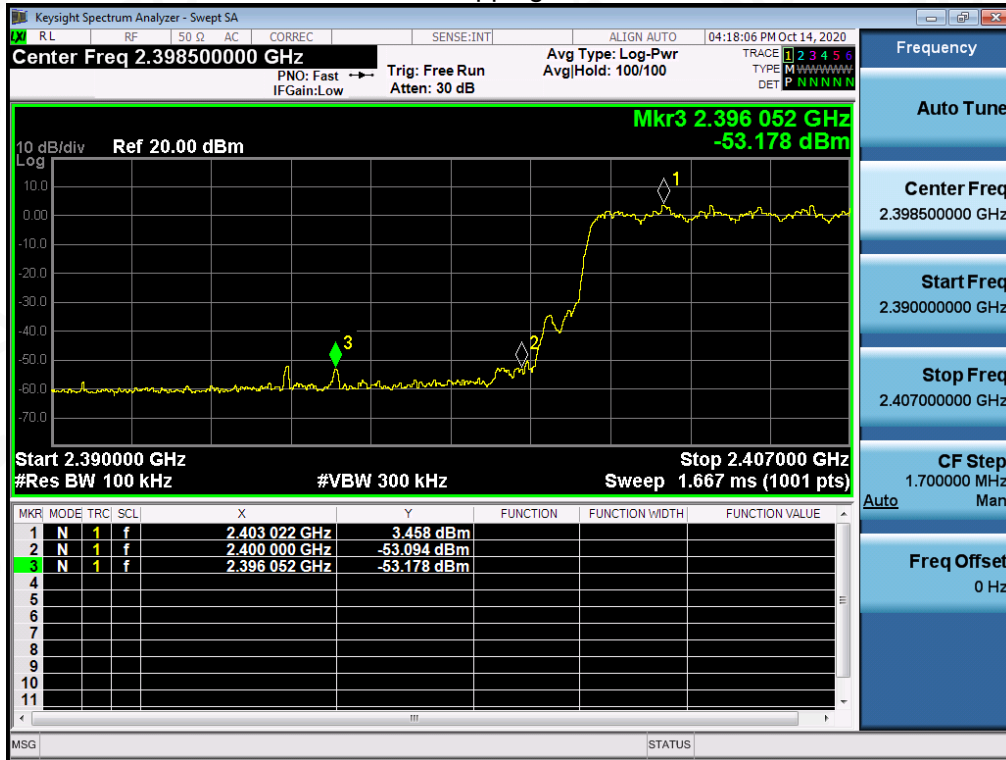 Keysight Spectrum Analyzer - Swept SA
LXI RL RF 50 Ω AC CORREC SENSE:INT ALIGN AUTO 04:18:06 PM Oct 14, 2020
Center Freq 2.398500000 GHz
PNO: Fast
IFGain:Low
Trig: Free Run
Atten: 30 dB
Avg Type: Log-Pwr
Avg|Hold: 100/100
TRACE 1 2 3 4 5 6
TYPE M WWWWW
DET P N N N N N
Mkr3 2.396 052 GHz
-53.178 dBm
10 dB/div Ref 20.00 dBm
Log
10.0
0.00
-10.0
-20.0
-30.0
-40.0
-50.0
-60.0
-70.0
1
2
3
Start 2.390000 GHz Stop 2.407000 GHz
#Res BW 100 kHz #VBW 300 kHz Sweep 1.667 ms (1001 pts)
MKR MODE TRC SCL X Y FUNCTION FUNCTION WIDTH FUNCTION VALUE
1 N 1 f 2.403 022 GHz 3.458 dBm
2 N 1 f 2.400 000 GHz -53.094 dBm
3 N 1 f 2.396 052 GHz -53.178 dBm
4
5
6
7
8
9
10
11
MSG STATUS
Frequency
Auto Tune
Center Freq
2.398500000 GHz
Start Freq
2.390000000 GHz
Stop Freq
2.407000000 GHz
CF Step
1.700000 MHz
Auto Man
Freq Offset
0 Hz